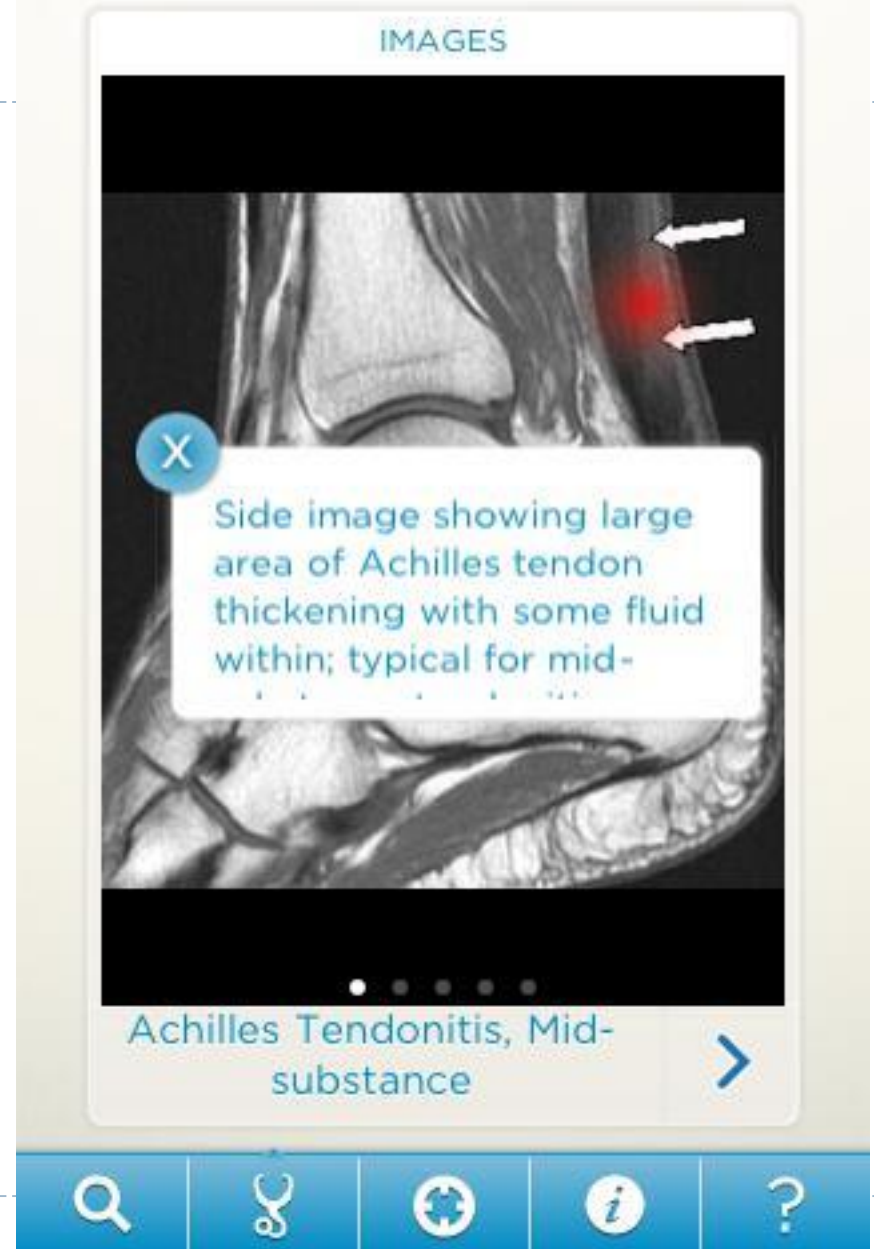 IMAGES
X
Side image showing large
area of Achilles tendon
thickening with some fluid
within; typical for mid-
Achilles Tendonitis, Mid-
substance
i
?